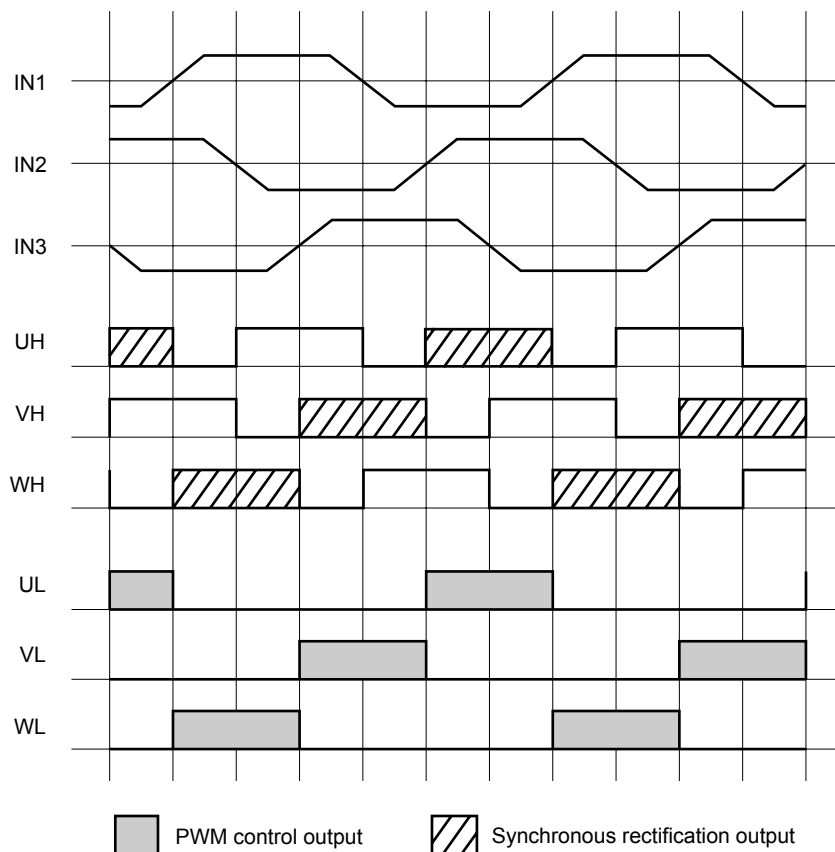 IN1
IN2
IN3
UH
VH
WH
UL
VL
WL
PWM control output
Synchronous rectification output